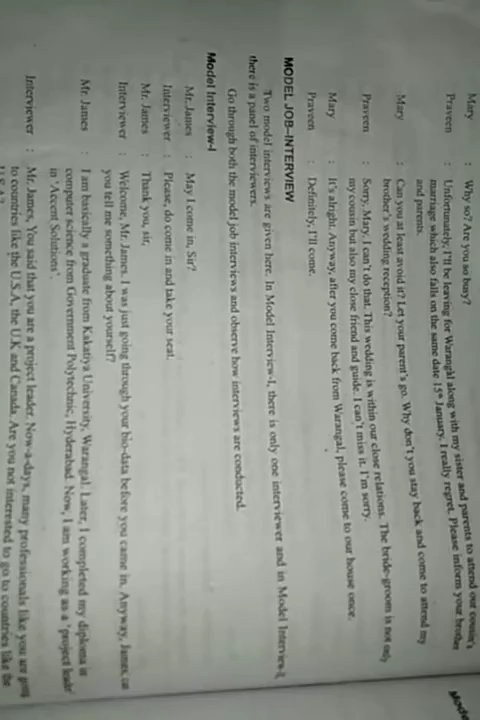 Mary : Why so? Are you so busy?
Praveen : Unfortunately, I'll be leaving for Warangal along with my sister and parents to attend our cousin's
marriage which also falls on the same date 15th January. I really regret. Please inform your brother
and parents.
Mary : Can you at least avoid it? Let your parent's go. Why don't you stay back and come to attend my
brother's wedding reception?
Praveen : Sorry, Mary, I can't do that. This wedding is within our close relations. The bride-groom is not only
my cousin but also my close friend and guide. I can't miss it. I'm sorry.
Mary : It's alright. Anyway, after you come back from Warangal, please come to our house once.
Praveen : Definitely, I'll come.
MODEL JOB–INTERVIEW
Two model interviews are given here. In Model Interview-I, there is only one interviewer and in Model
there is a panel of interviewers.
Go through both the model job interviews and observe how interviews are conducted.
Model Interview-I
Mr. James : May I come in, Sir?
Interviewer : Please, do come in and take your seat.
Mr. James : Thank you, sir,
Interviewer : Welcome, Mr. James. I was just going through your bio-data before you came in, Anyway, James, can
you tell me something about yourself?
Mr. James : I am basically a graduate from Kakatiya University, Warangal. Later, I completed my diploma in
computer science from Government Polytechnic, Hyderabad. Now, I am working as a 'project leader'
in 'Accent Solutions'.
Interviewer : Mr. James, You said that you are a project leader. Now-a-days, many professionals like you are
to countries like the U.S.A, the U.K and Canada. Are you not interested to go to countries like the